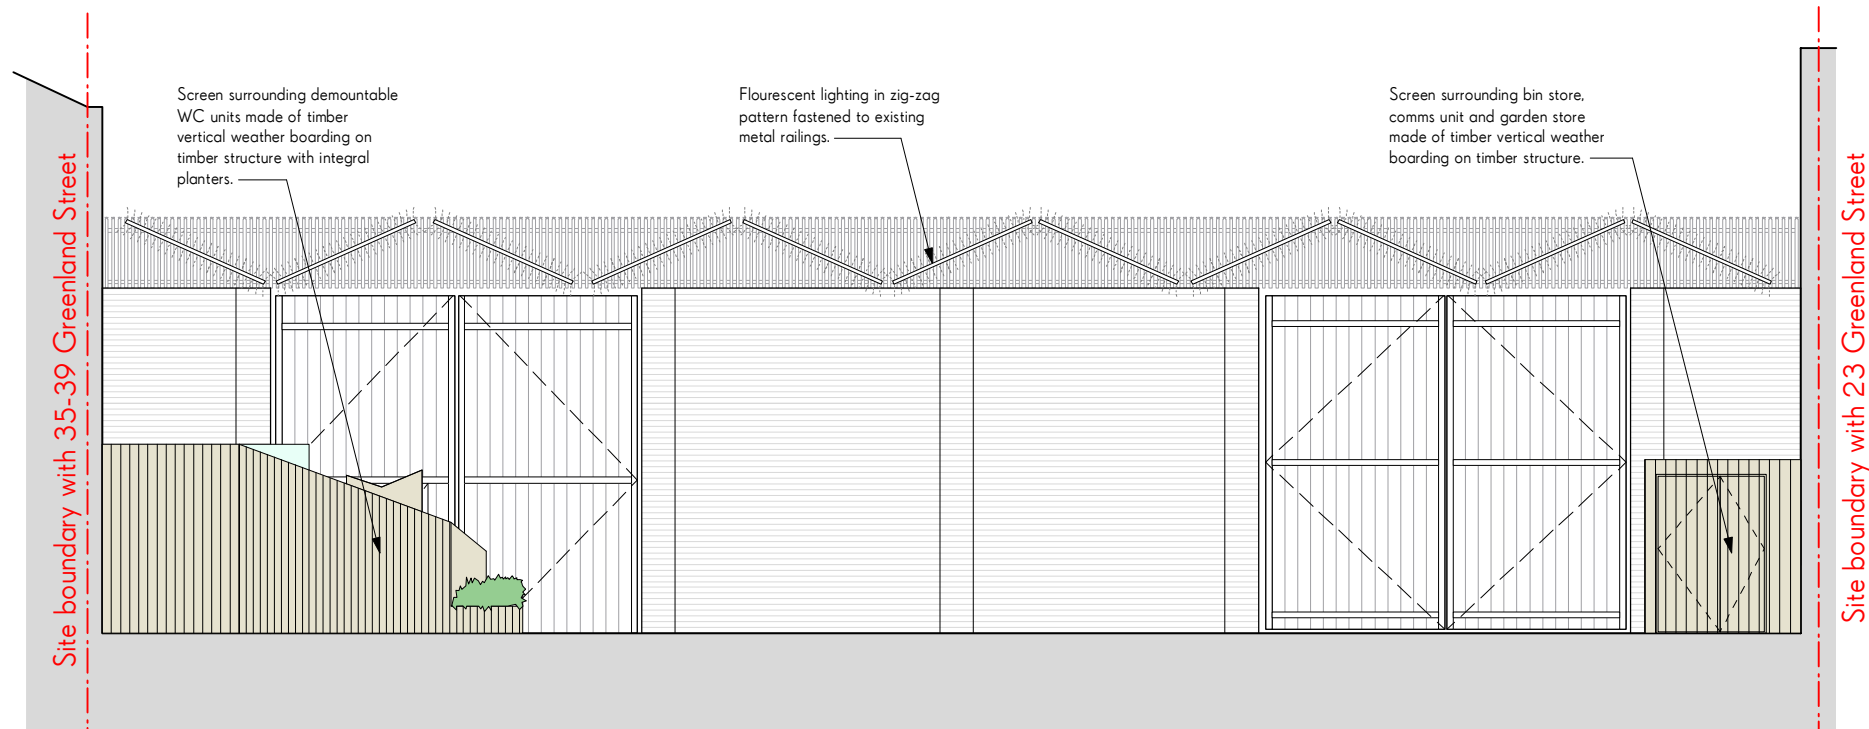 Screen surrounding demountable
WC units made of timber
vertical weather boarding on
timber structure with integral
planters.
Flourescent lighting in zig-zag
pattern fastened to existing
metal railings.
Screen surrounding bin store,
comms unit and garden store
made of timber vertical weather
boarding on timber structure.
Site boundary with 35-39 Greenland Street
Site boundary with 23 Greenland Street